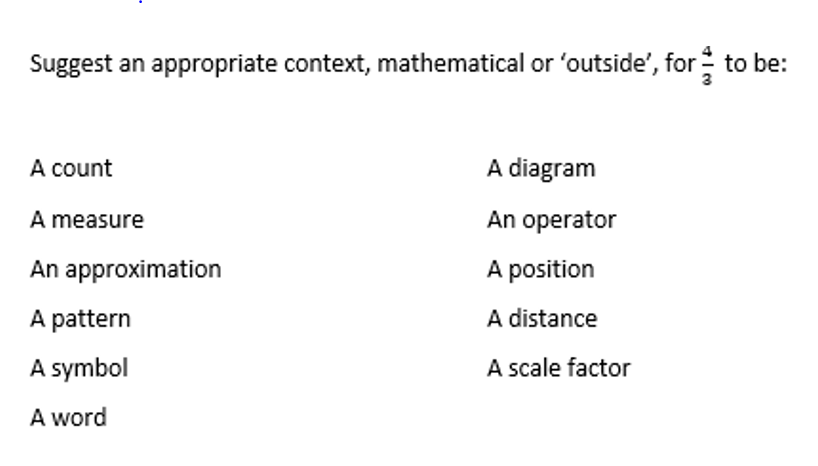 Suggest an appropriate context, mathematical or ‘outside’, for 4/3 to be:
A count
A measure
An approximation
A pattern
A symbol
A word
A diagram
An operator
A position
A distance
A scale factor